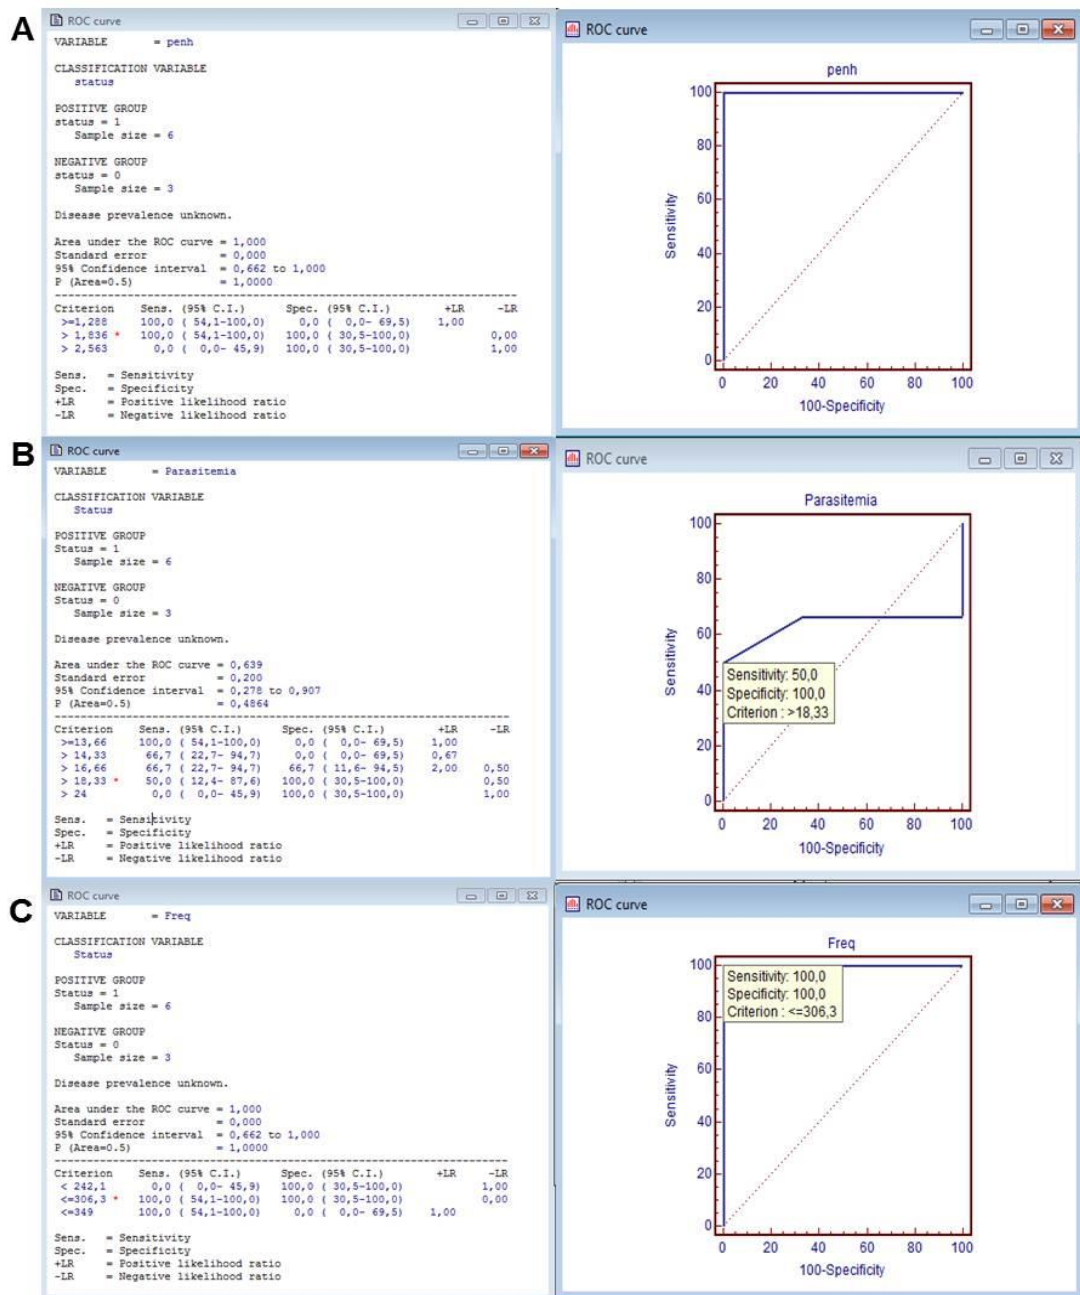 A
ROC curve
VARIABLE = penh
CLASSIFICATION VARIABLE
status
POSITIVE GROUP
status = 1
Sample size = 6
NEGATIVE GROUP
status = 0
Sample size = 3
Disease prevalence unknown.
Area under the ROC curve = 1,000
Standard error = 0,000
95% Confidence interval = 0,662 to 1,000
P (Area=0.5) = 1,0000
Criterion Sens. (95% C.I.) Spec. (95% C.I.) +LR -LR
>=1,288 100,0 ( 54,1-100,0) 0,0 ( 0,0- 69,5) 1,00
> 1,836 * 100,0 ( 54,1-100,0) 100,0 ( 30,5-100,0) 0,00
> 2,563 0,0 ( 0,0- 45,9) 100,0 ( 30,5-100,0) 1,00
Sens. = Sensitivity
Spec. = Specificity
+LR = Positive likelihood ratio
-LR = Negative likelihood ratio
ROC curve
penh
100
80
60
40
20
0
Sensitivity
0 20 40 60 80 100
100-Specificity
B
ROC curve
VARIABLE = Parasitemia
CLASSIFICATION VARIABLE
Status
POSITIVE GROUP
Status = 1
Sample size = 6
NEGATIVE GROUP
Status = 0
Sample size = 3
Disease prevalence unknown.
Area under the ROC curve = 0,639
Standard error = 0,200
95% Confidence interval = 0,278 to 0,907
P (Area=0.5) = 0,4864
Criterion Sens. (95% C.I.) Spec. (95% C.I.) +LR -LR
>=13,66 100,0 ( 54,1-100,0) 0,0 ( 0,0- 69,5) 1,00
> 14,33 66,7 ( 22,7- 94,7) 0,0 ( 0,0- 69,5) 0,67
> 16,66 66,7 ( 22,7- 94,7) 66,7 ( 11,6- 94,5) 2,00 0,50
> 18,33 * 50,0 ( 12,4- 87,6) 100,0 ( 30,5-100,0) 0,50
> 24 0,0 ( 0,0- 45,9) 100,0 ( 30,5-100,0) 1,00
Sens. = Sensitivity
Spec. = Specificity
+LR = Positive likelihood ratio
-LR = Negative likelihood ratio
ROC curve
Parasitemia
100
80
60
40
20
0
Sensitivity
Sensitivity: 50,0
Specificity: 100,0
Criterion : >18,33
0 20 40 60 80 100
100-Specificity
C
ROC curve
VARIABLE = Freq
CLASSIFICATION VARIABLE
Status
POSITIVE GROUP
Status = 1
Sample size = 6
NEGATIVE GROUP
Status = 0
Sample size = 3
Disease prevalence unknown.
Area under the ROC curve = 1,000
Standard error = 0,000
95% Confidence interval = 0,662 to 1,000
P (Area=0.5) = 1,0000
Criterion Sens. (95% C.I.) Spec. (95% C.I.) +LR -LR
< 242,1 0,0 ( 0,0- 45,9) 100,0 ( 30,5-100,0) 1,00
<=306,3 * 100,0 ( 54,1-100,0) 100,0 ( 30,5-100,0) 0,00
<=349 100,0 ( 54,1-100,0) 0,0 ( 0,0- 69,5) 1,00
Sens. = Sensitivity
Spec. = Specificity
+LR = Positive likelihood ratio
-LR = Negative likelihood ratio
ROC curve
Freq
100
80
60
40
20
0
Sensitivity
Sensitivity: 100,0
Specificity: 100,0
Criterion : <=306,3
0 20 40 60 80 100
100-Specificity